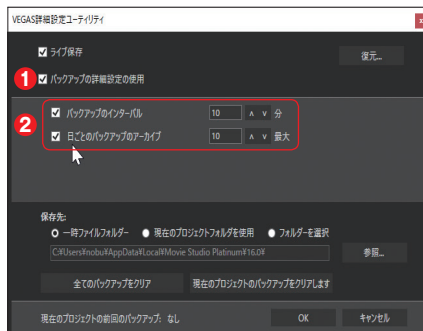 VEGAS詳細設定ユーティリティ
x
ライブ保存
復元...
1 バックアップの詳細設定の使用
2 バックアップのインターバル 10 分
日ごとのバックアップのアーカイブ 10 最大
保存先:
一時ファイルフォルダー 現在のプロジェクトフォルダを使用 フォルダーを選択
C:¥Users¥nobu¥AppData¥Local¥Movie Studio Platinum¥16.0¥ 参照...
全てのバックアップをクリア 現在のプロジェクトのバックアップをクリアします
現在のプロジェクトの前回のバックアップ: なし OK キャンセル